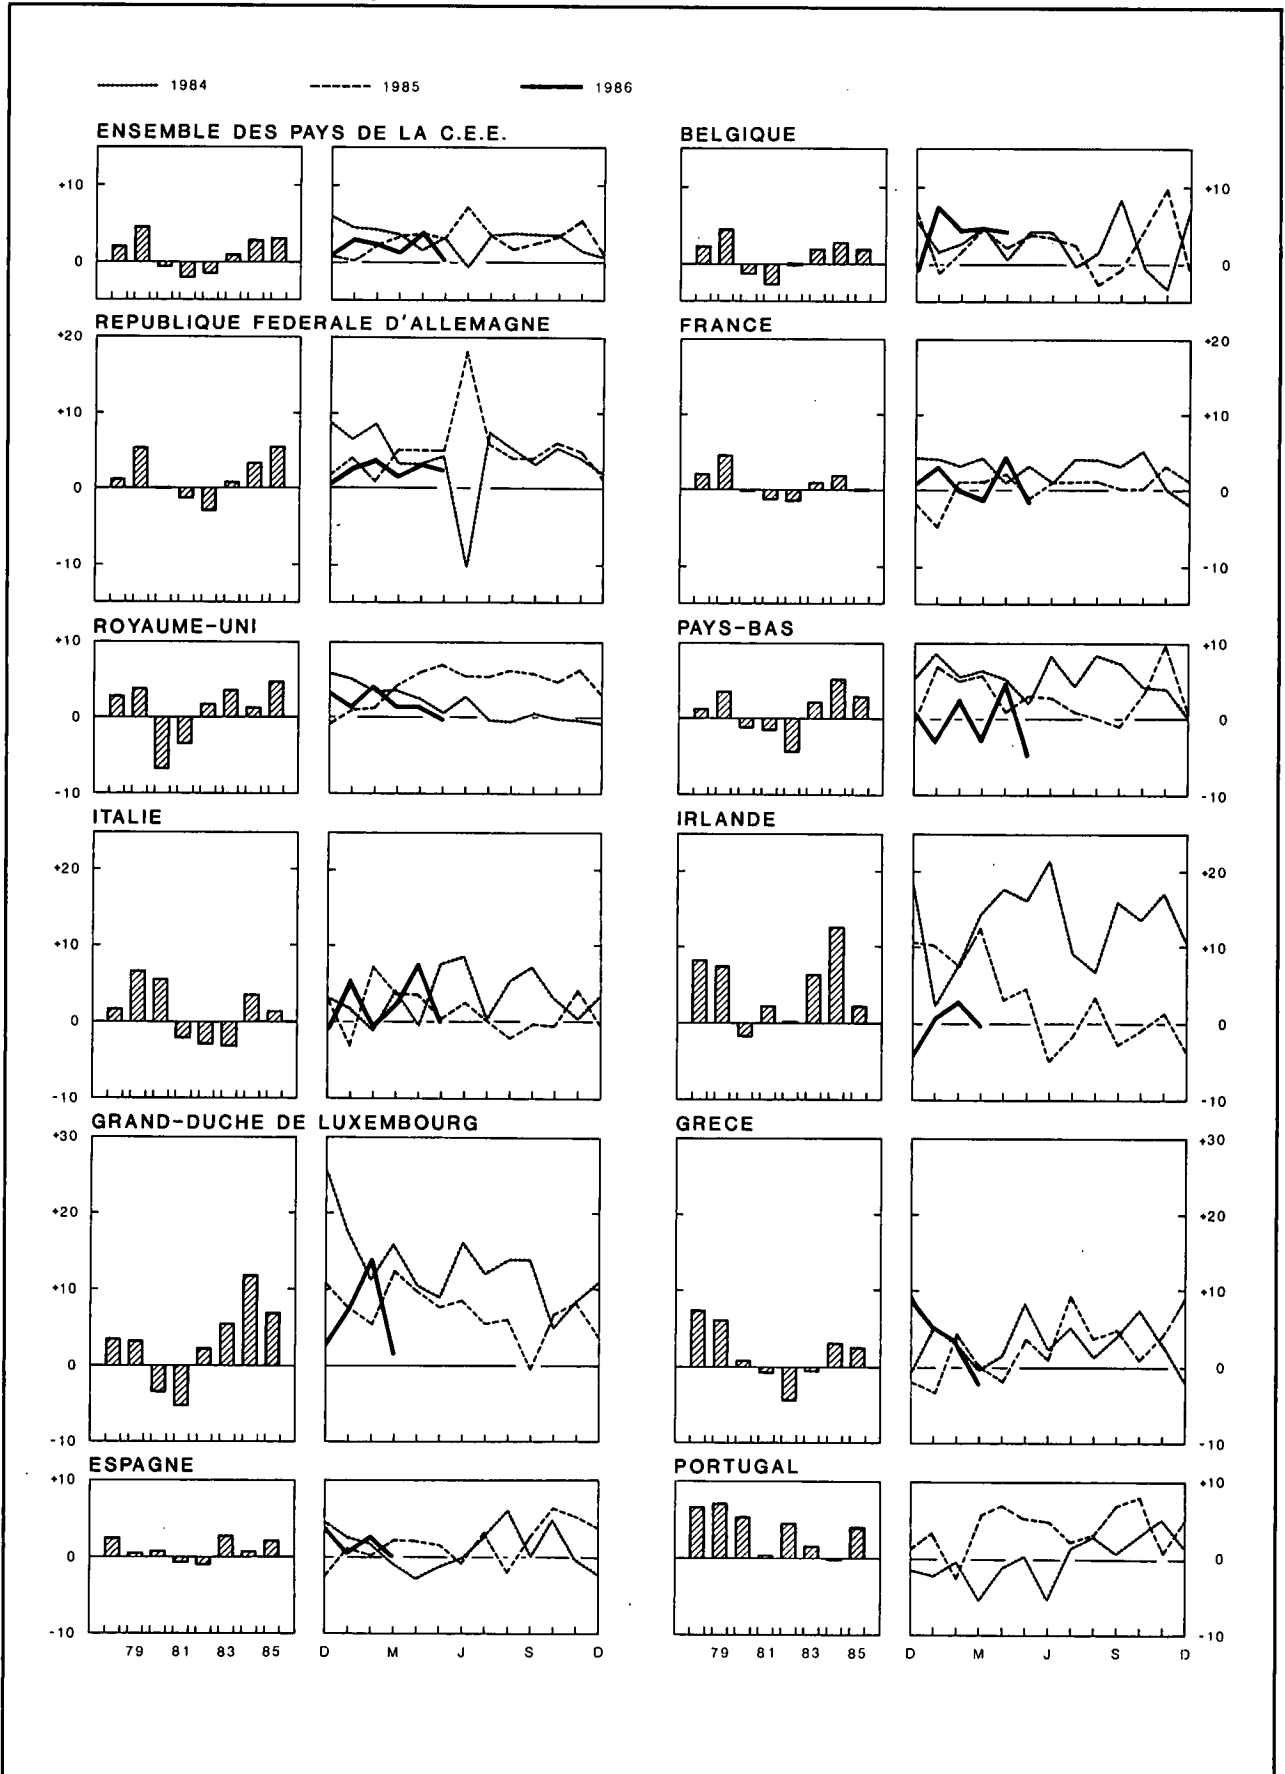 1984 1985 1986
ENSEMBLE DES PAYS DE LA C.E.E.
+10
0
BELGIQUE
+10
0
REPUBLIQUE FEDERALE D'ALLEMAGNE
+20
+10
0
-10
FRANCE
+20
+10
0
-10
ROYAUME-UNI
+10
0
-10
PAYS-BAS
+10
0
-10
ITALIE
+20
+10
0
-10
IRLANDE
+20
+10
0
-10
GRAND-DUCHE DE LUXEMBOURG
+30
+20
+10
0
-10
GRECE
+30
+20
+10
0
-10
ESPAGNE
+10
0
-10
79 81 83 85 D M J S D
PORTUGAL
+10
0
-10
79 81 83 85 D M J S D